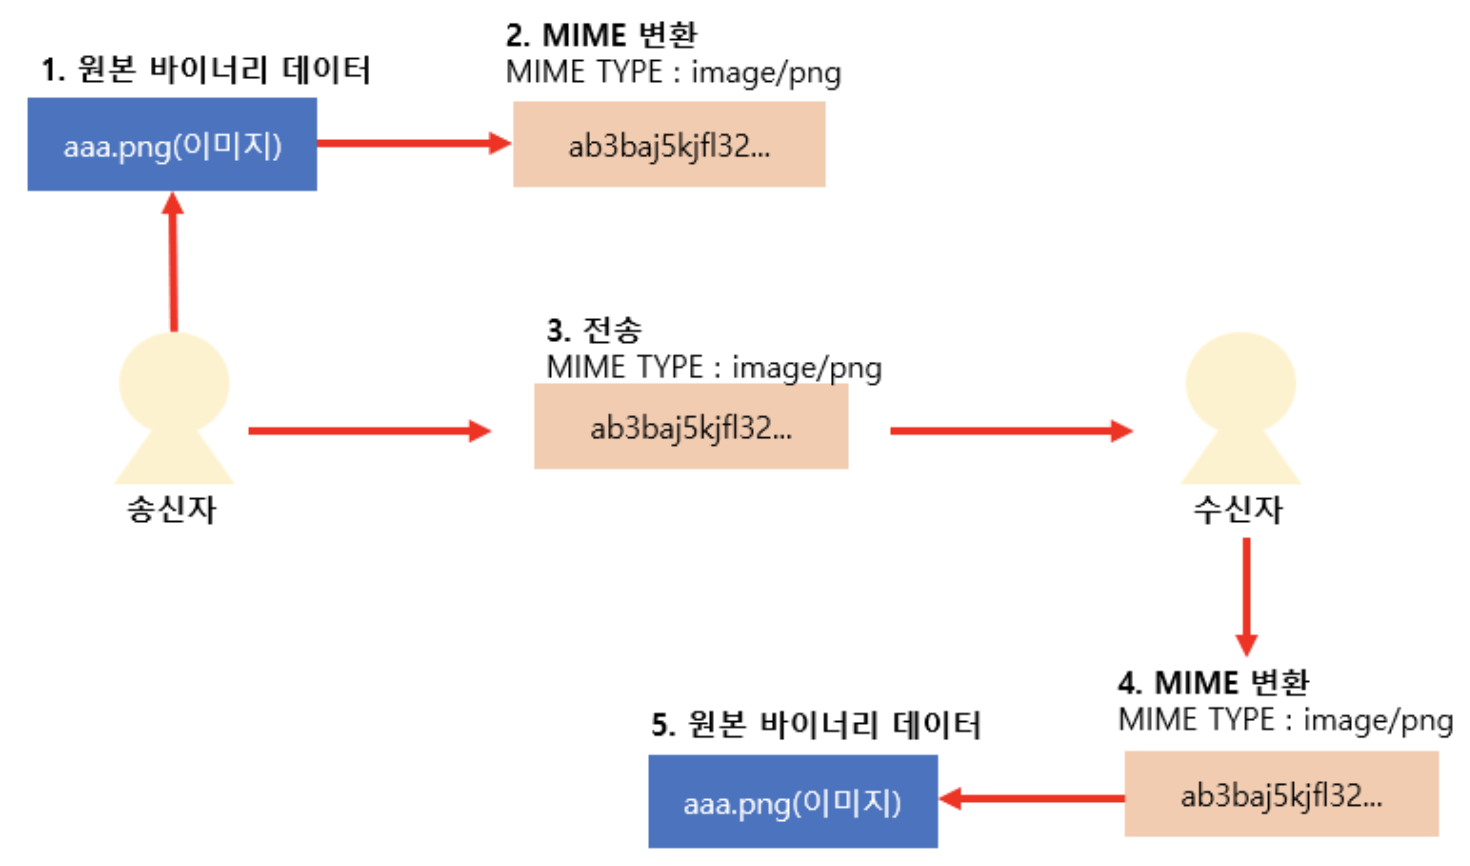 1. 원본 바이너리 데이터
aaa.png(이미지)
2. MIME 변환
MIME TYPE : image/png
ab3baj5kjfl32...
3. 전송
MIME TYPE : image/png
ab3baj5kjfl32...
송신자
수신자
4. MIME 변환
MIME TYPE : image/png
ab3baj5kjfl32...
5. 원본 바이너리 데이터
aaa.png(이미지)